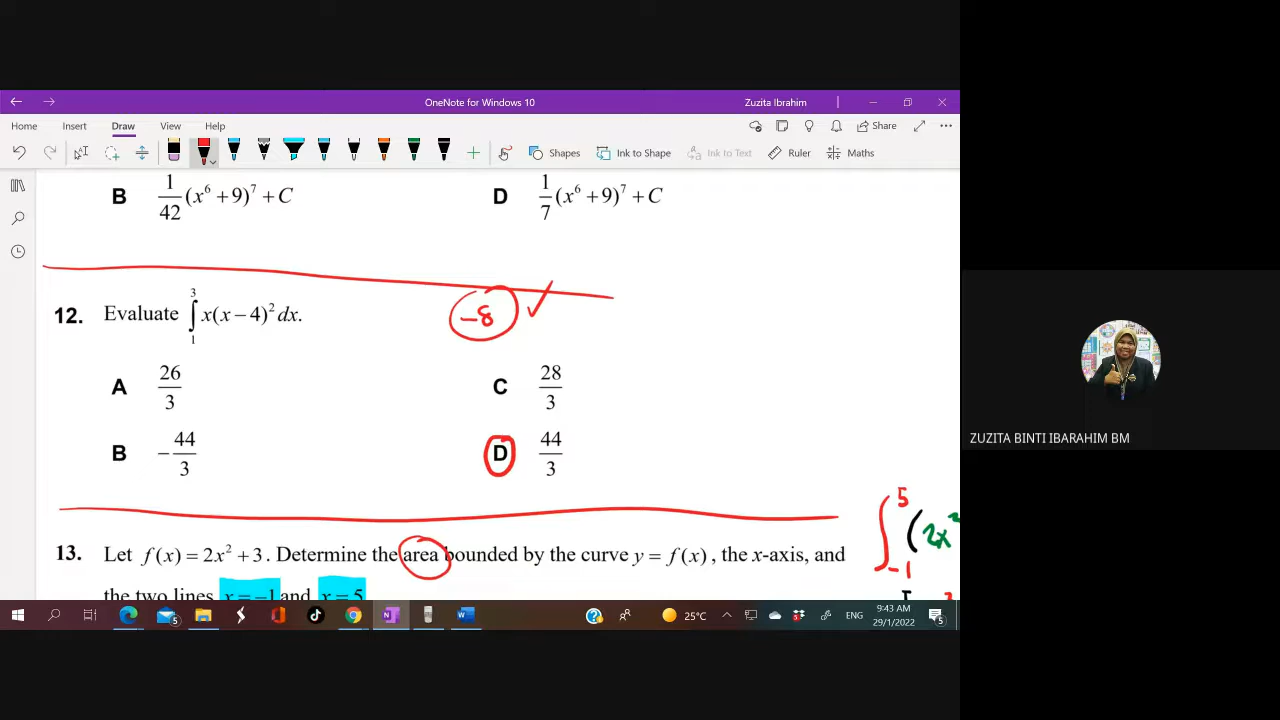 OneNote for Windows 10
Zuzita Ibrahim
Home Insert Draw View Help
Share
Shapes Ink to Shape Ink to Text Ruler Maths
B 1/42 (x⁶ + 9)⁷ + C
D 1/7 (x⁶ + 9)⁷ + C
12. Evaluate ∫₁³ x(x − 4)² dx.
−8 ✓
A 26/3
C 28/3
B −44/3
D 44/3
13. Let f(x) = 2x² + 3. Determine the area bounded by the curve y = f(x), the x-axis, and
the two lines x = −1 and x = 5
∫₋₁⁵ (2x²
ZUZITA BINTI IBARAHIM BM
25°C
ENG
9:43 AM
29/1/2022